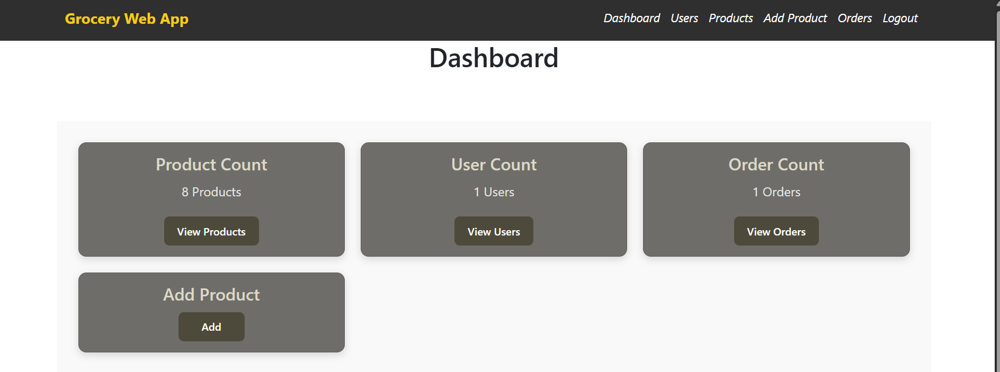 Grocery Web App
Dashboard Users Products Add Product Orders Logout
Dashboard
Product Count
8 Products
View Products
User Count
1 Users
View Users
Order Count
1 Orders
View Orders
Add Product
Add